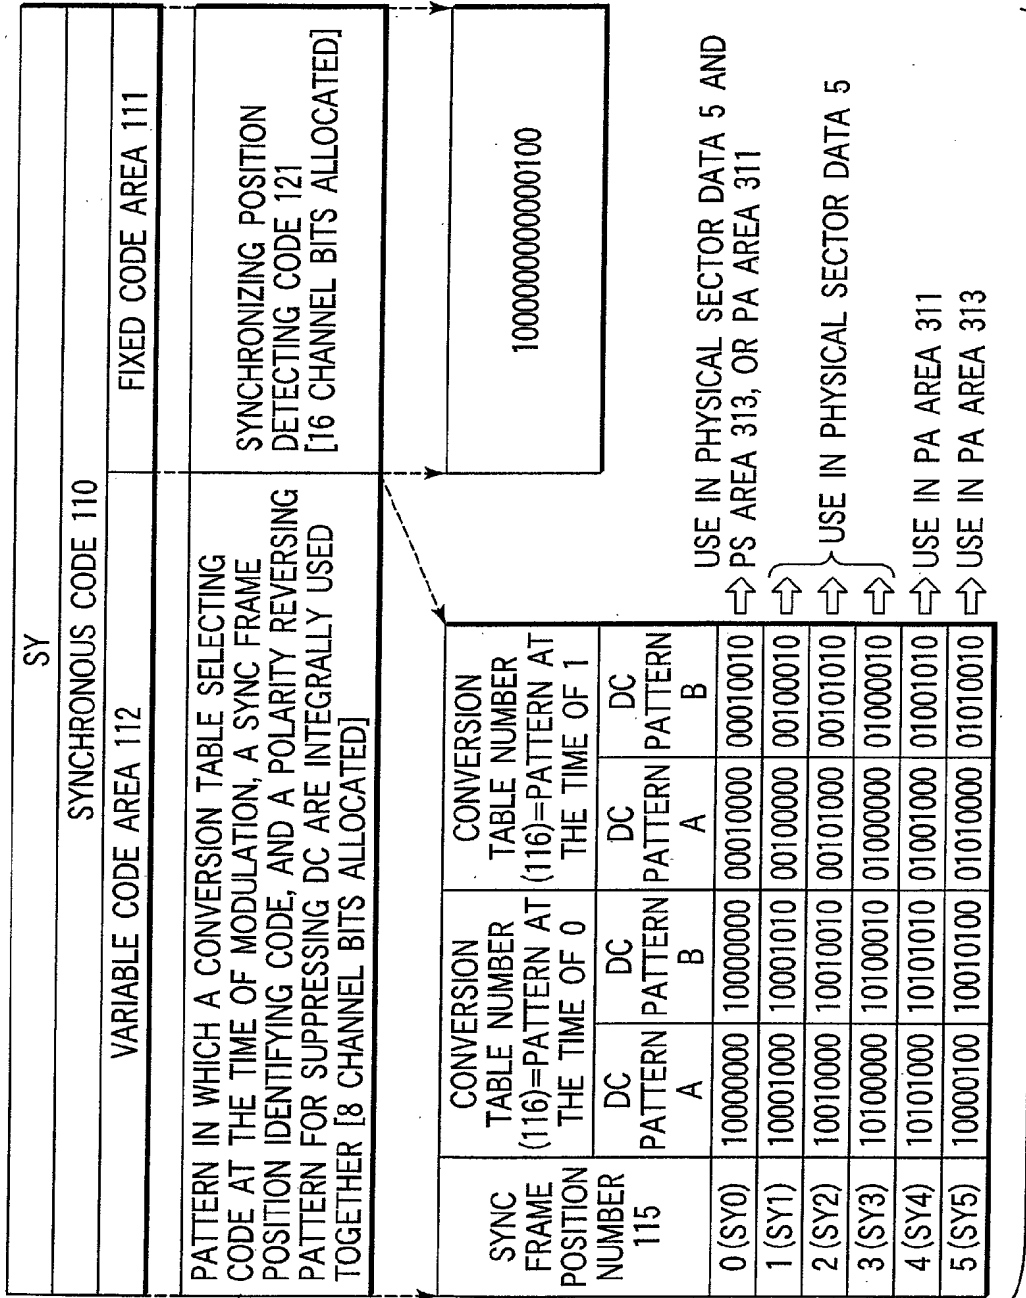 SY
SYNCHRONOUS CODE 110
VARIABLE CODE AREA 112
FIXED CODE AREA 111
PATTERN IN WHICH A CONVERSION TABLE SELECTING
CODE AT THE TIME OF MODULATION, A SYNC FRAME
POSITION IDENTIFYING CODE, AND A POLARITY REVERSING
PATTERN FOR SUPPRESSING DC ARE INTEGRALLY USED
TOGETHER [8 CHANNEL BITS ALLOCATED]
SYNCHRONIZING POSITION
DETECTING CODE 121
[16 CHANNEL BITS ALLOCATED]
1000000000000100
SYNC
FRAME
POSITION
NUMBER
115
CONVERSION
TABLE NUMBER
(116)=PATTERN AT
THE TIME OF 0
CONVERSION
TABLE NUMBER
(116)=PATTERN AT
THE TIME OF 1
DC
PATTERN
A
DC
PATTERN
B
DC
PATTERN
A
DC
PATTERN
B
0 (SY0) 10000000 10000000 00010000 00010010
1 (SY1) 10001000 10001010 00100000 00100010
2 (SY2) 10010000 10010010 00101000 00101010
3 (SY3) 10100000 10100010 01000000 01000010
4 (SY4) 10101000 10101010 01001000 01001010
5 (SY5) 10000100 10010100 01010000 01010010
USE IN PHYSICAL SECTOR DATA 5 AND
PS AREA 313, OR PA AREA 311
USE IN PHYSICAL SECTOR DATA 5
USE IN PA AREA 311
USE IN PA AREA 313